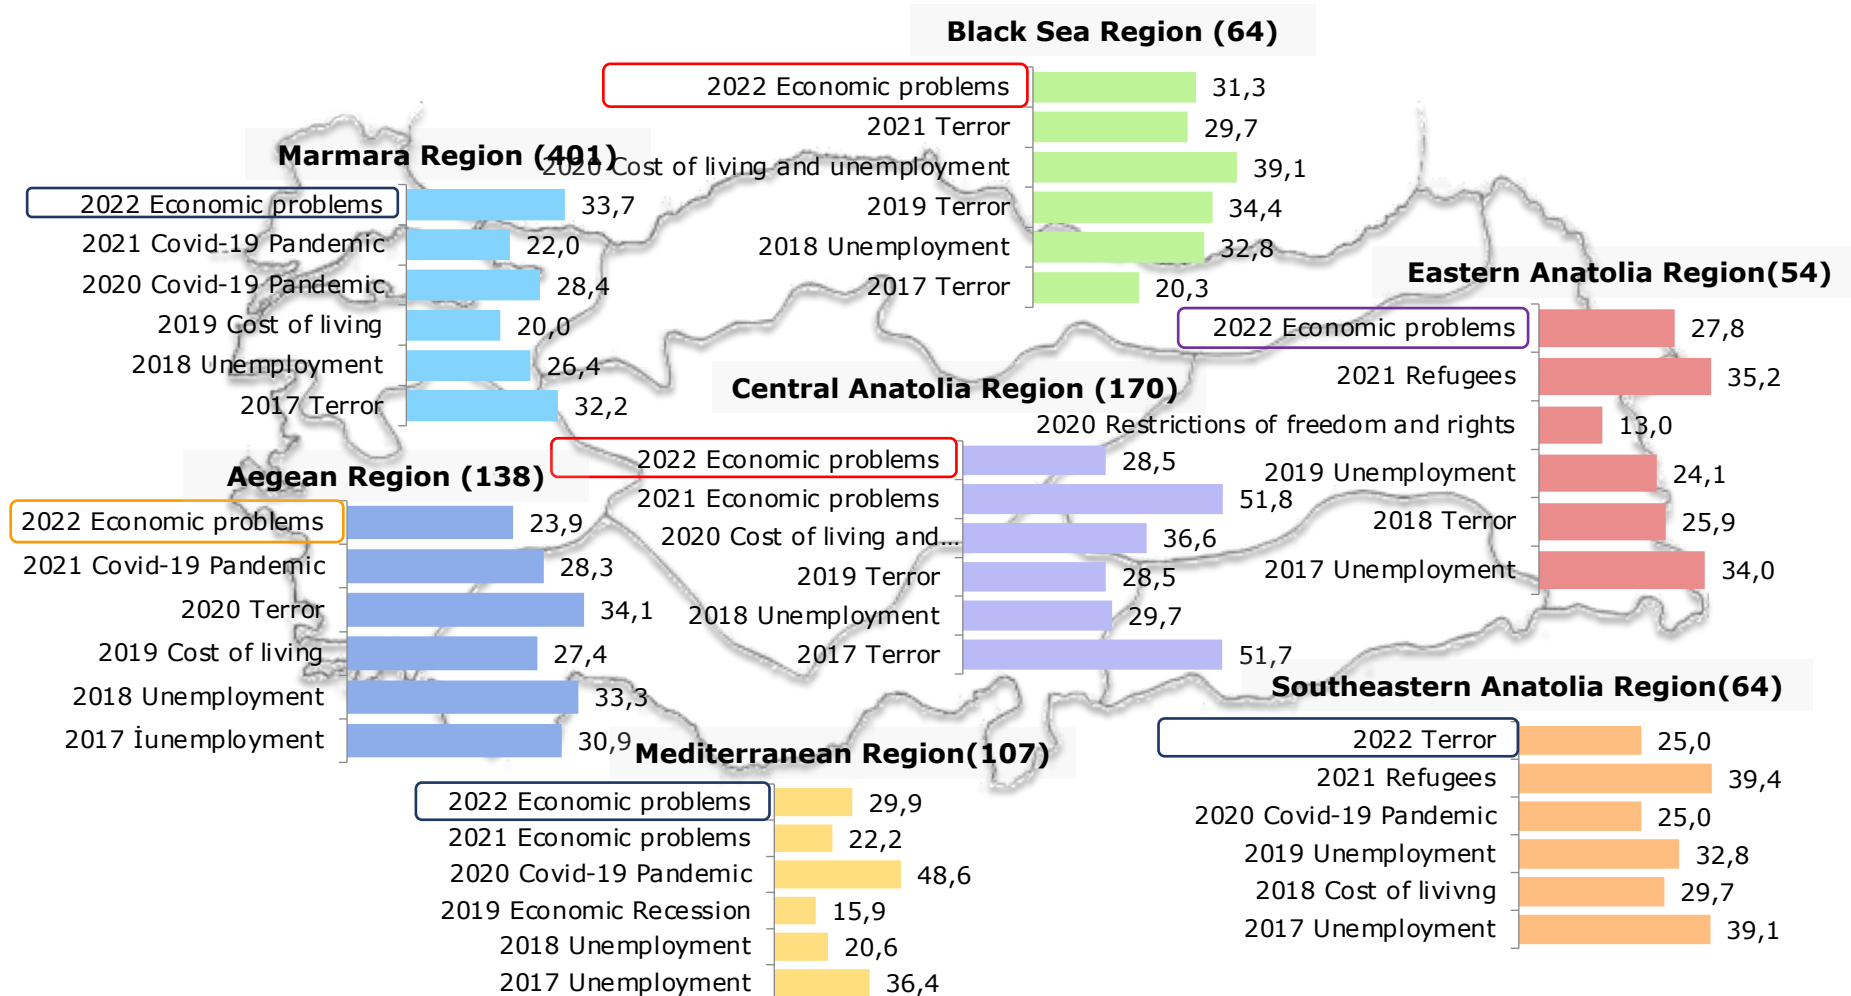 Black Sea Region (64)
2022 Economic problems 31,3
2021 Terror 29,7
2020 Cost of living and unemployment 39,1
2019 Terror 34,4
2018 Unemployment 32,8
2017 Terror 20,3
Marmara Region (401)
2022 Economic problems 33,7
2021 Covid-19 Pandemic 22,0
2020 Covid-19 Pandemic 28,4
2019 Cost of living 20,0
2018 Unemployment 26,4
2017 Terror 32,2
Eastern Anatolia Region(54)
2022 Economic problems 27,8
2021 Refugees 35,2
2020 Restrictions of freedom and rights 13,0
2019 Unemployment 24,1
2018 Terror 25,9
2017 Unemployment 34,0
Central Anatolia Region (170)
2022 Economic problems 28,5
2021 Economic problems 51,8
2020 Cost of living and... 36,6
2019 Terror 28,5
2018 Unemployment 29,7
2017 Terror 51,7
Aegean Region (138)
2022 Economic problems 23,9
2021 Covid-19 Pandemic 28,3
2020 Terror 34,1
2019 Cost of living 27,4
2018 Unemployment 33,3
2017 İunemployment 30,9
Mediterranean Region(107)
2022 Economic problems 29,9
2021 Economic problems 22,2
2020 Covid-19 Pandemic 48,6
2019 Economic Recession 15,9
2018 Unemployment 20,6
2017 Unemployment 36,4
Southeastern Anatolia Region(64)
2022 Terror 25,0
2021 Refugees 39,4
2020 Covid-19 Pandemic 25,0
2019 Unemployment 32,8
2018 Cost of livivng 29,7
2017 Unemployment 39,1